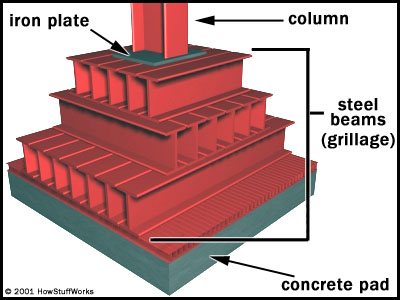 iron plate
column
steel
beams
(grillage)
concrete pad
© 2001 HowStuffWorks